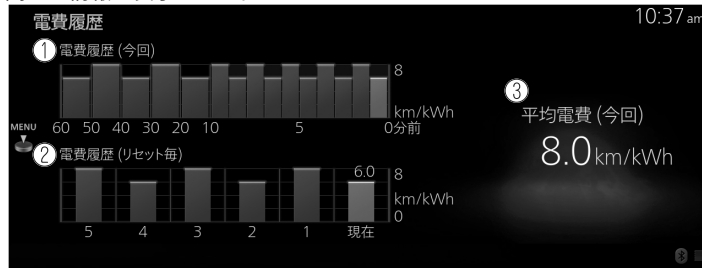 電費履歴
10:37 am
① 電費履歴 (今回)
8
km/kWh
60 50 40 30 20 10 5 0分前
MENU
② 電費履歴 (リセット毎)
6.0
8
km/kWh
0
5 4 3 2 1 現在
③
平均電費 (今回)
8.0km/kWh